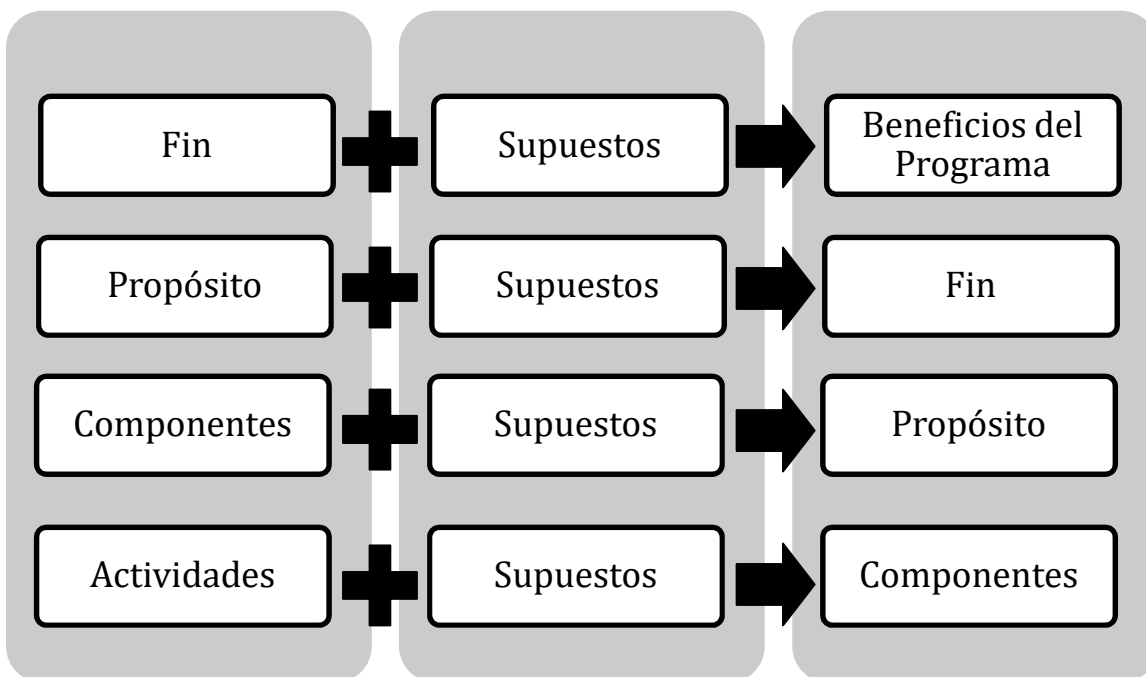 Fin
Supuestos
Beneficios del
Programa
Propósito
Supuestos
Fin
Componentes
Supuestos
Propósito
Actividades
Supuestos
Componentes